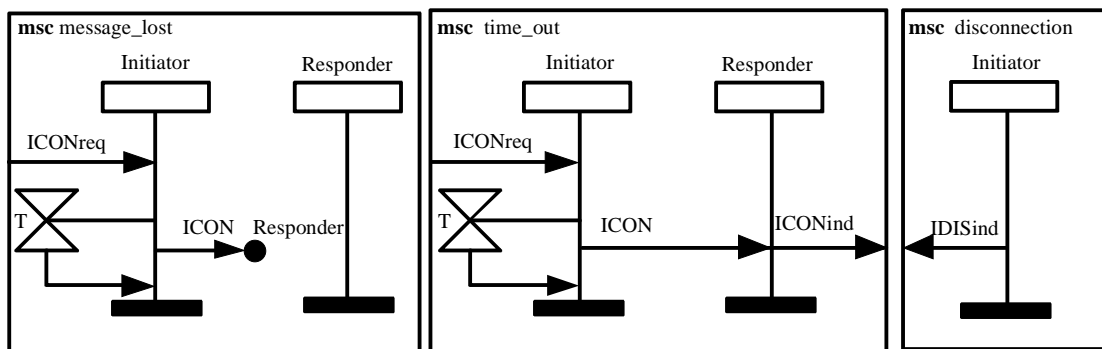 msc message_lost
Initiator
Responder
ICONreq
T
ICON
Responder
msc time_out
Initiator
Responder
ICONreq
T
ICON
ICONind
msc disconnection
Initiator
IDISind